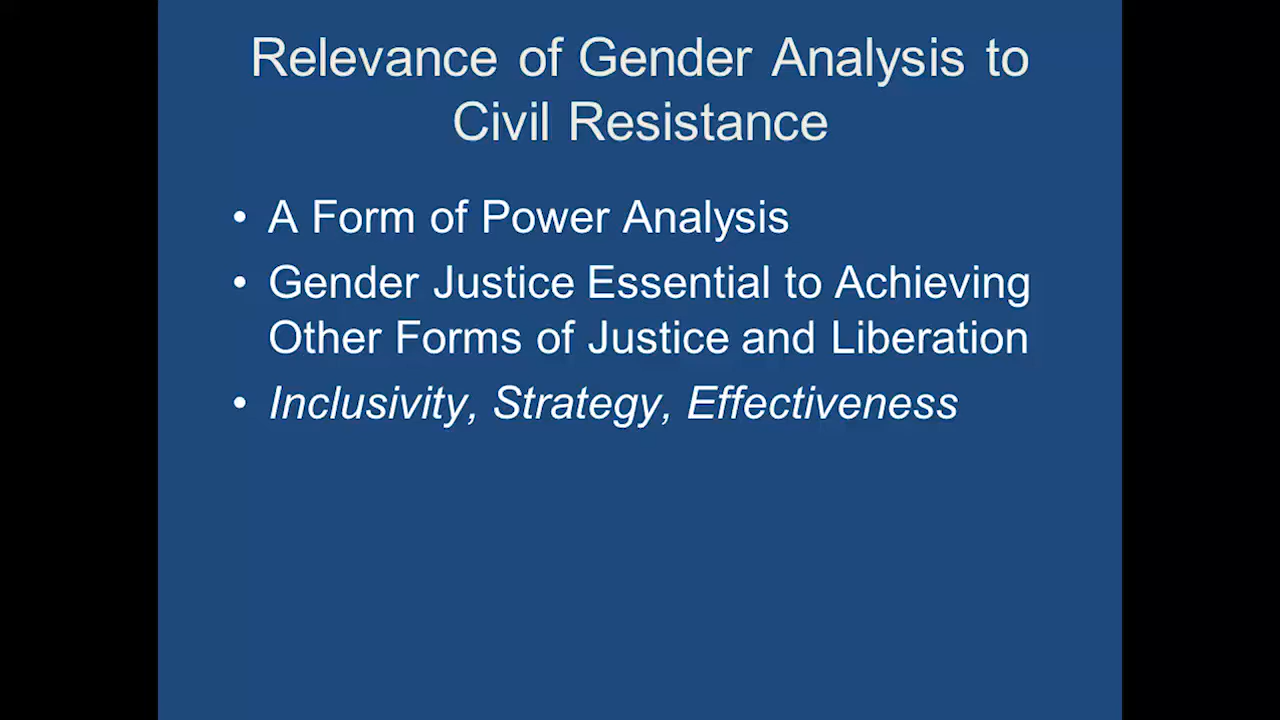 Relevance of Gender Analysis to
Civil Resistance
• A Form of Power Analysis
• Gender Justice Essential to Achieving
Other Forms of Justice and Liberation
• Inclusivity, Strategy, Effectiveness